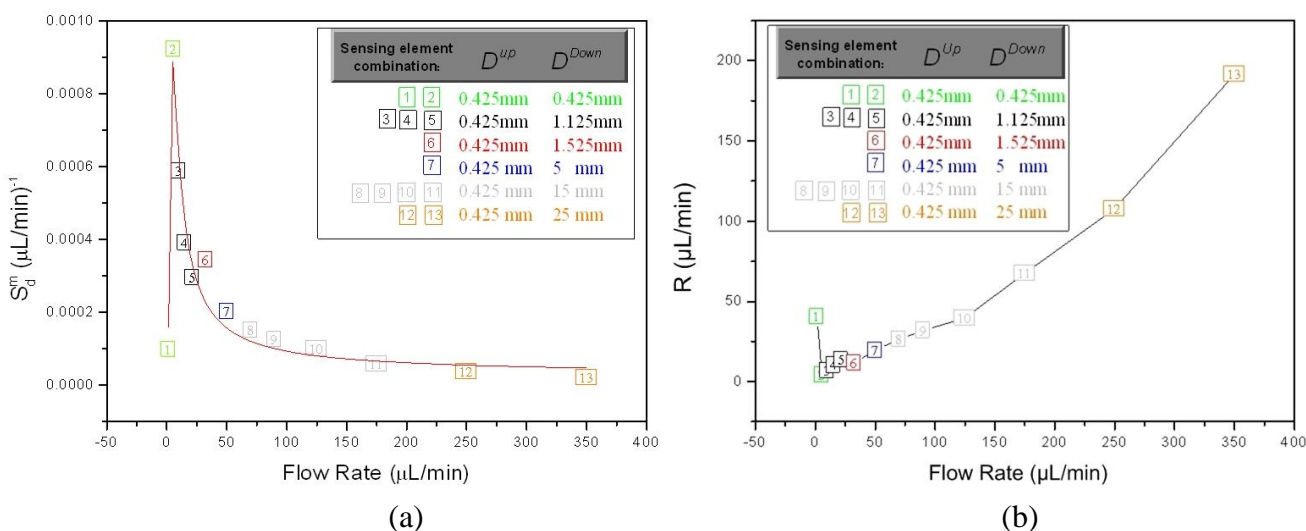 0.0010
0.0008
0.0006
0.0004
0.0002
0.0000
S_d^m (μL/min)^-1
-50 0 50 100 150 200 250 300 350 400
Flow Rate (μL/min)
Sensing element D^up D^Down
combination:
1 2 0.425mm 0.425mm
3 4 5 0.425mm 1.125mm
6 0.425mm 1.525mm
7 0.425 mm 5 mm
8 9 10 11 0.425 mm 15 mm
12 13 0.425 mm 25 mm
1
2
3
4
5
6
7
8
9
10
11
12
13
(a)
200
150
100
50
0
R (μL/min)
-50 0 50 100 150 200 250 300 350 400
Flow Rate (μL/min)
Sensing element D^Up D^Down
combination:
1 2 0.425mm 0.425mm
3 4 5 0.425mm 1.125mm
6 0.425mm 1.525mm
7 0.425 mm 5 mm
8 9 10 11 0.425 mm 15 mm
12 13 0.425 mm 25 mm
1
4
5
6
7
8
9
10
11
12
13
(b)